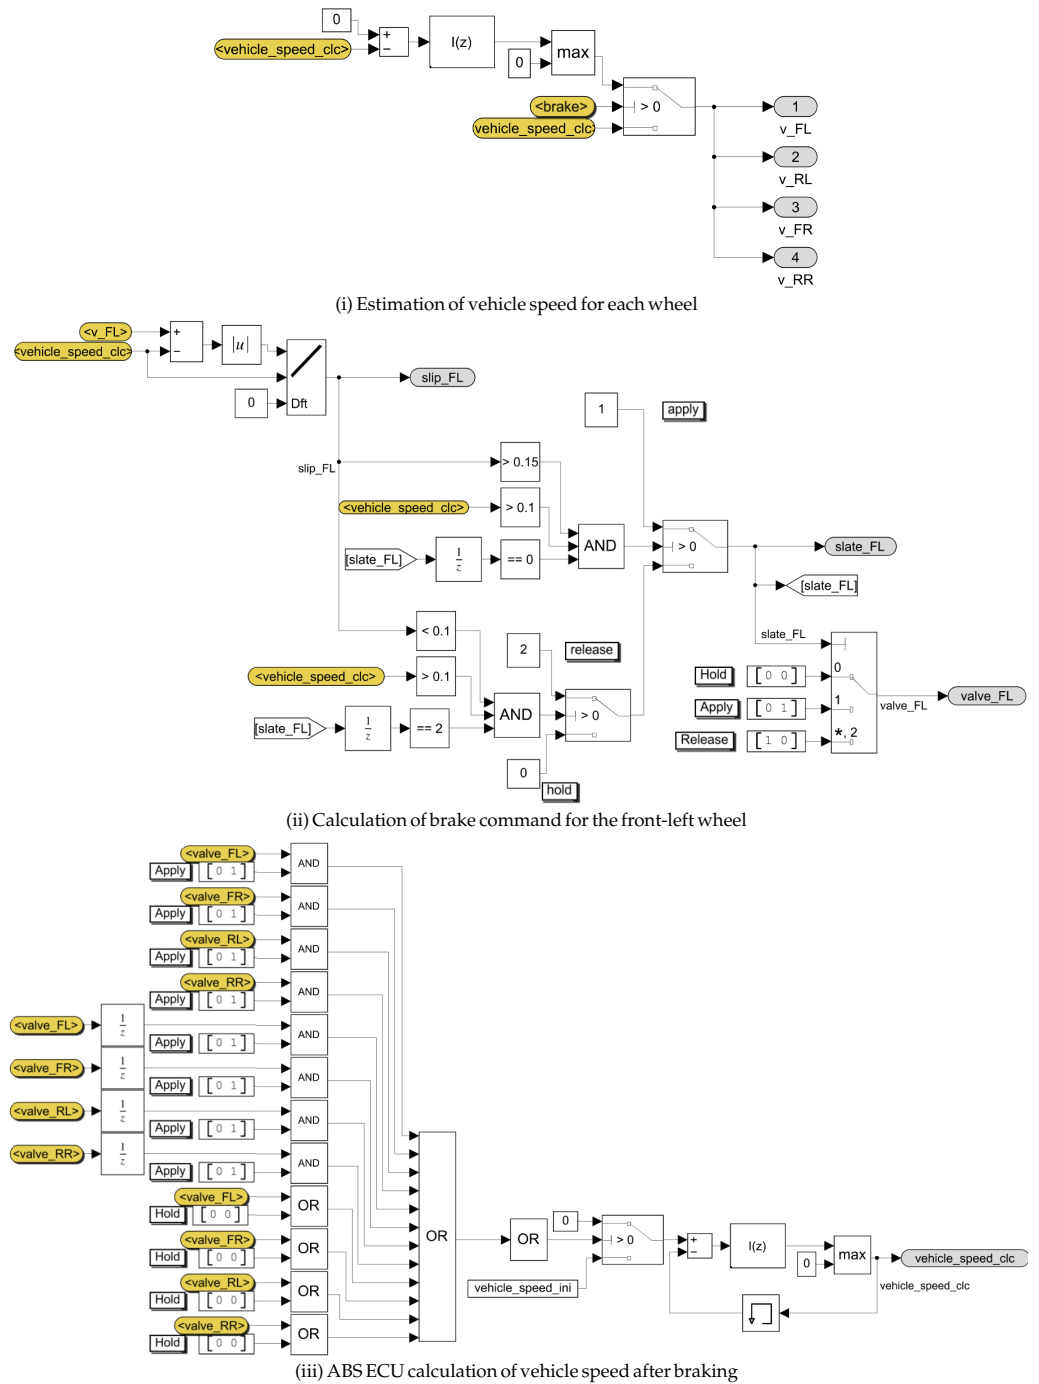 0
+
−
<vehicle_speed_clc>
I(z)
0
max
<brake>
> 0
vehicle_speed_clc>
1
v_FL
2
v_RL
3
v_FR
4
v_RR
(i) Estimation of vehicle speed for each wheel
<v_FL>
<vehicle_speed_clc>
+
−
|u|
0
Dft
slip_FL
1
apply
slip_FL
> 0.15
<vehicle_speed_clc>
> 0.1
[slate_FL]
1
z
== 0
AND
> 0
slate_FL
[slate_FL]
slate_FL
< 0.1
2
release
<vehicle_speed_clc>
> 0.1
[slate_FL]
1
z
== 2
AND
> 0
0
hold
Hold
[ 0 0 ]
0
Apply
[ 0 1 ]
1
Release
[ 1 0 ]
*, 2
valve_FL
valve_FL
(ii) Calculation of brake command for the front-left wheel
<valve_FL>
Apply [ 0 1 ]
AND
<valve_FR>
Apply [ 0 1 ]
AND
<valve_RL>
Apply [ 0 1 ]
AND
<valve_RR>
Apply [ 0 1 ]
AND
<valve_FL>
1
z
Apply [ 0 1 ]
AND
<valve_FR>
1
z
Apply [ 0 1 ]
AND
<valve_RL>
1
z
Apply [ 0 1 ]
AND
<valve_RR>
1
z
Apply [ 0 1 ]
AND
<valve_FL>
Hold [ 0 0 ]
OR
<valve_FR>
Hold [ 0 0 ]
OR
<valve_RL>
Hold [ 0 0 ]
OR
<valve_RR>
Hold [ 0 0 ]
OR
OR
OR
0
> 0
vehicle_speed_ini
+
−
I(z)
0
max
vehicle_speed_clc
vehicle_speed_clc
(iii) ABS ECU calculation of vehicle speed after braking